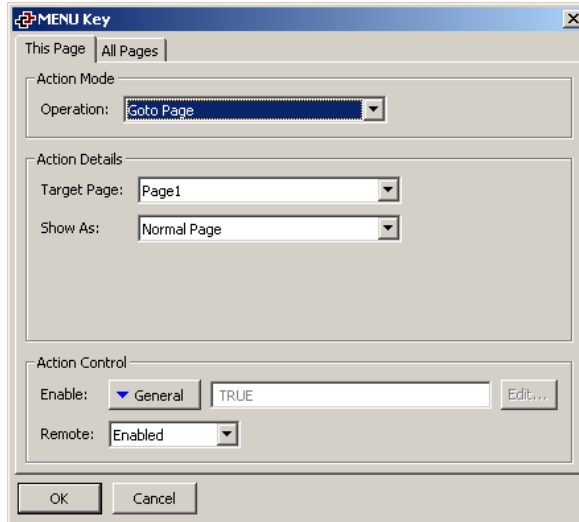 MENU Key
This Page All Pages
Action Mode
Operation: Goto Page
Action Details
Target Page: Page1
Show As: Normal Page
Action Control
Enable: General TRUE Edit...
Remote: Enabled
OK Cancel